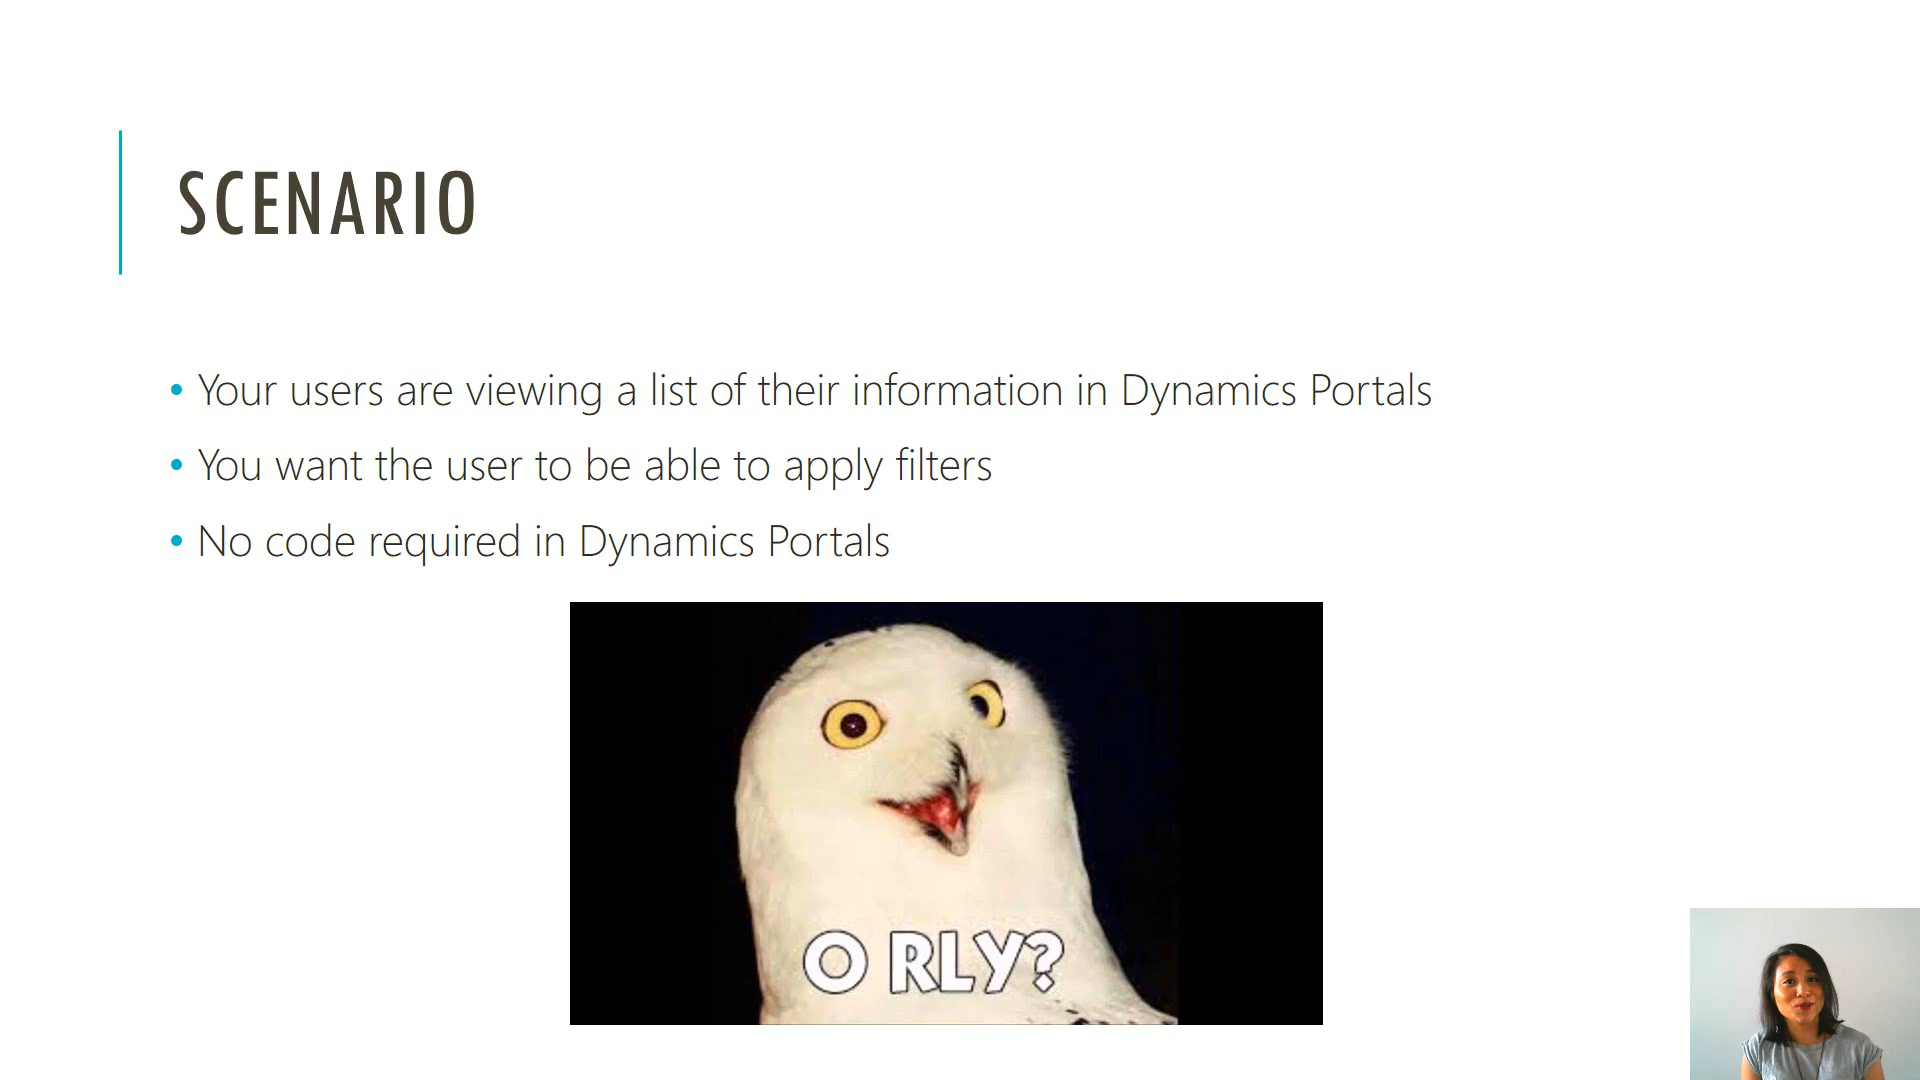 SCENARIO
• Your users are viewing a list of their information in Dynamics Portals
• You want the user to be able to apply filters
• No code required in Dynamics Portals
O RLY?